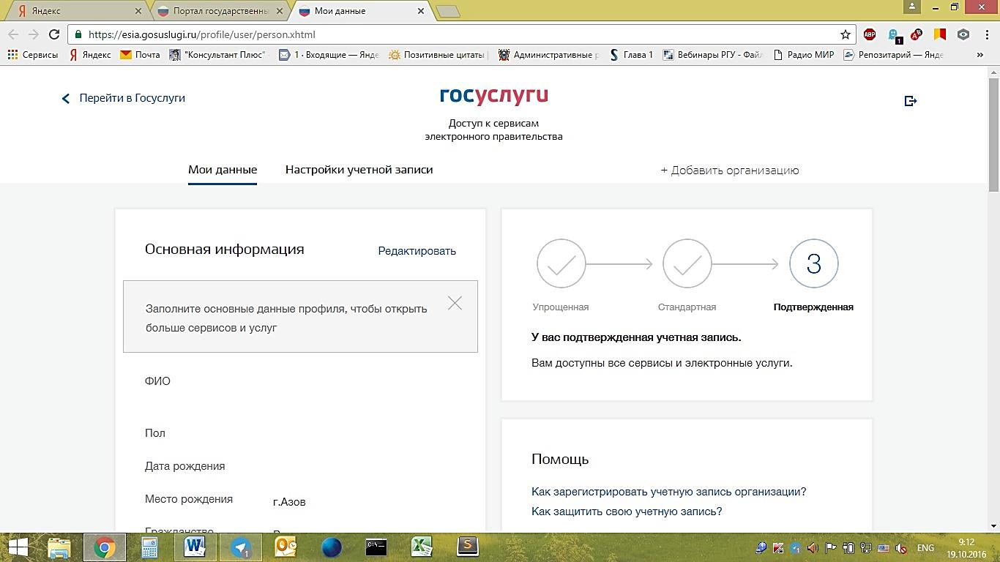 Яндекс
Портал государственны
Мои данные
https://esia.gosuslugi.ru/profile/user/person.xhtml
ABP
1
Сервисы
Яндекс
Почта
"Консультант Плюс"
1 · Входящие — Янде
Позитивные цитаты
Административные р
Глава 1
Вебинары РГУ - Файл
Радио МИР
Репозитарий — Янде
»
Перейти в Госуслуги
госуслуги
Доступ к сервисам
электронного правительства
Мои данные
Настройки учетной записи
+ Добавить организацию
Основная информация
Редактировать
Заполните основные данные профиля, чтобы открыть
больше сервисов и услуг
ФИО
Пол
Дата рождения
Место рождения
г.Азов
Гражданство
3
Упрощенная
Стандартная
Подтвержденная
У вас подтвержденная учетная запись.
Вам доступны все сервисы и электронные услуги.
Помощь
Как зарегистрировать учетную запись организации?
Как защитить свою учетную запись?
ENG
9:12
19.10.2016